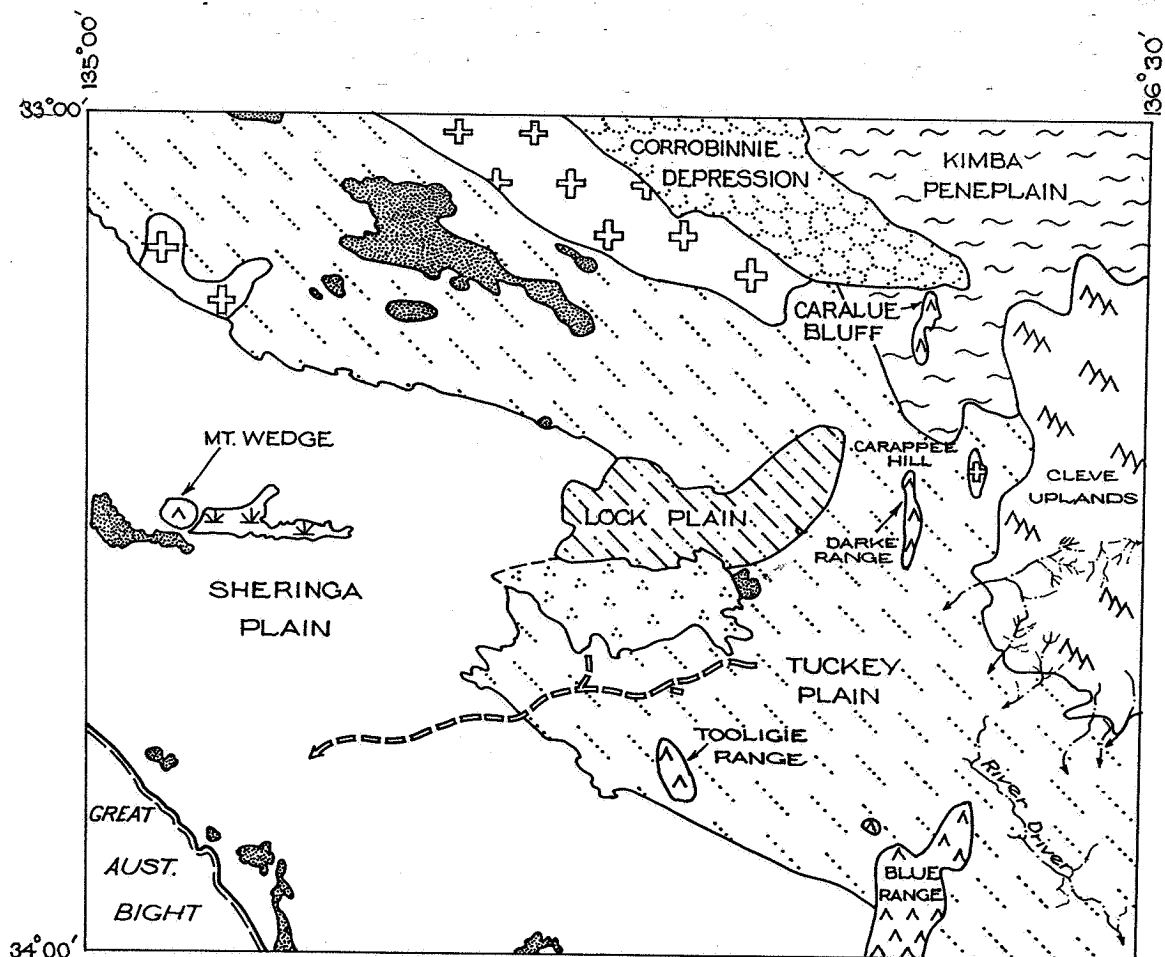 135°00'
136°30'
33°00'
CORROBINNIE
DEPRESSION
KIMBA
PENEPLAIN
CARALUE
BLUFF
MT. WEDGE
CARAPPEE
HILL
CLEVE
UPLANDS
LOCK PLAIN
DARKE
RANGE
SHERINGA
PLAIN
TUCKEY
PLAIN
TOOLIGIE
RANGE
River Driver
GREAT
AUST.
BIGHT
BLUE
RANGE
34°00'